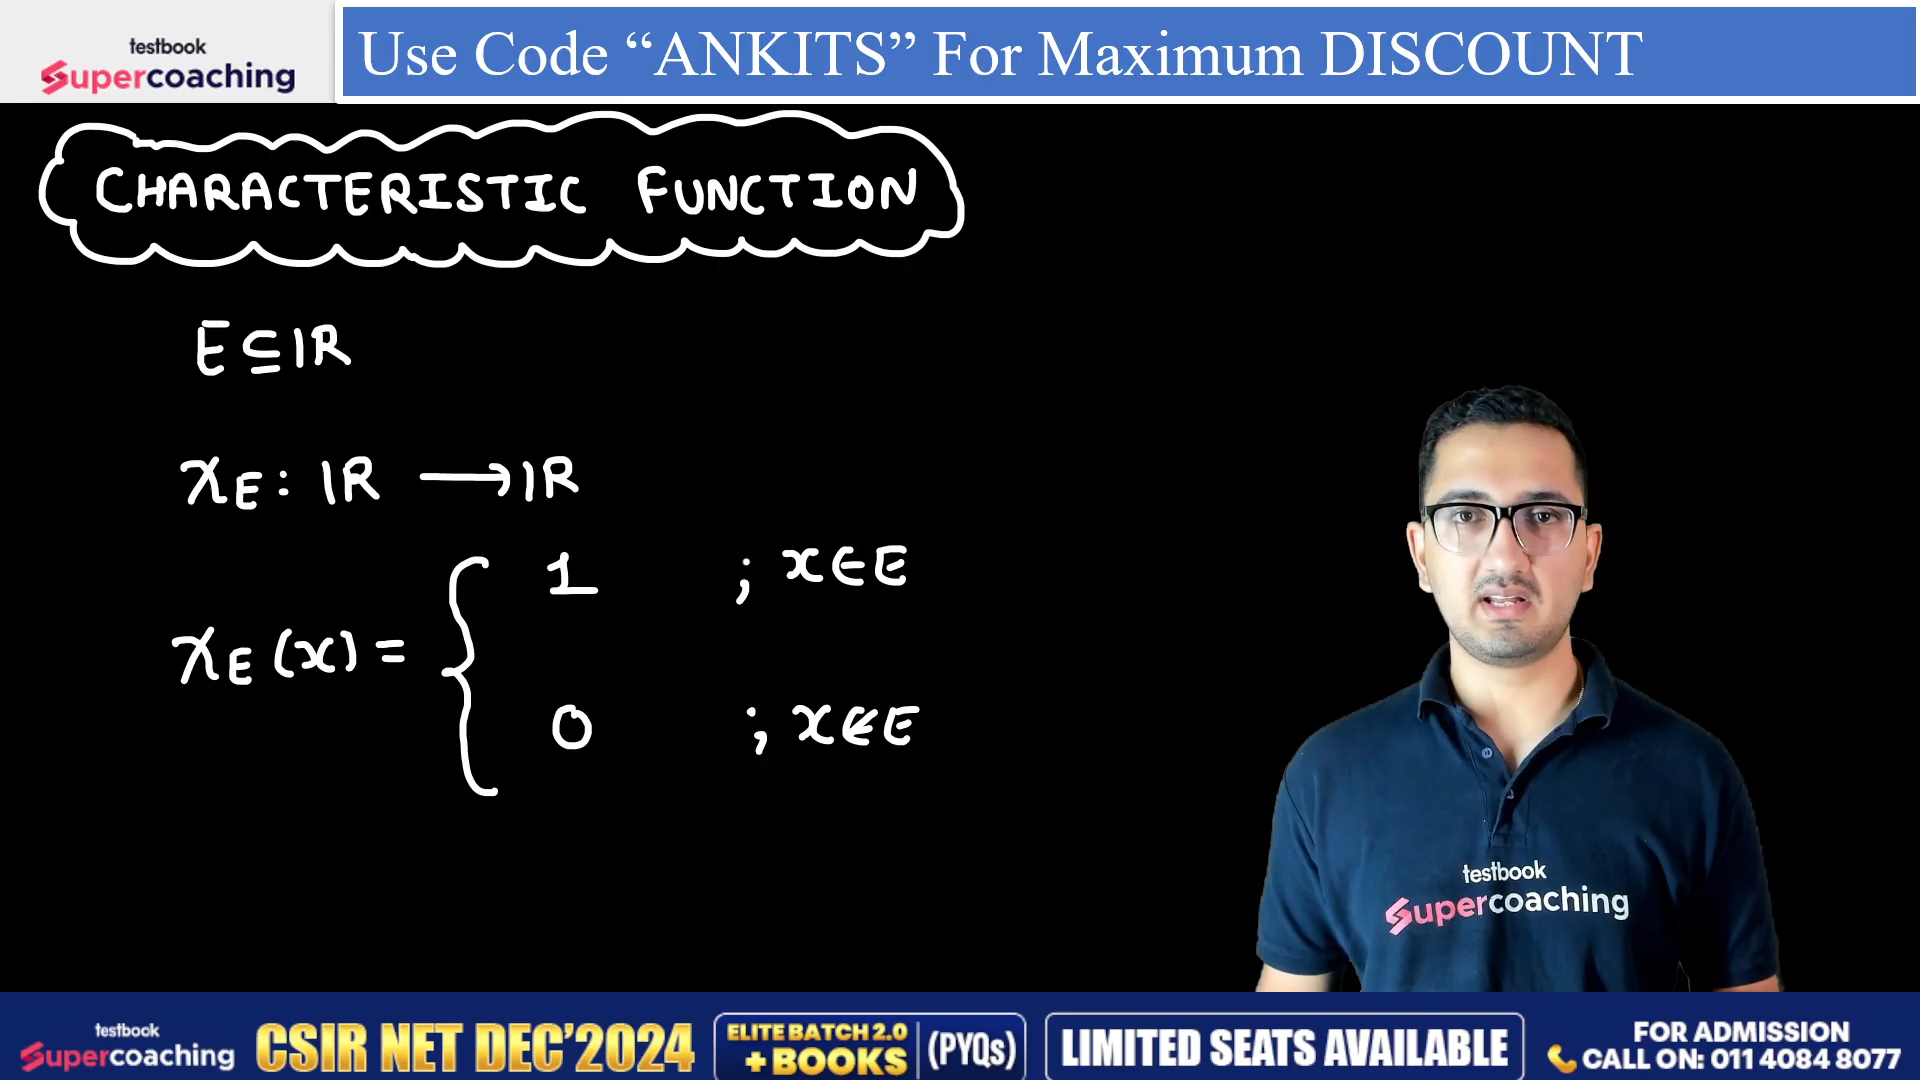 testbook
Supercoaching
Use Code “ANKITS” For Maximum DISCOUNT
CHARACTERISTIC FUNCTION
E⊆ℝ
χ_E: ℝ ⟶ ℝ
χ_E(x) = { 1 ; x∈E
0 ; x∉E
testbook
Supercoaching
testbook
Supercoaching
CSIR NET DEC’2024
ELITE BATCH 2.0
+ BOOKS
(PYQs)
LIMITED SEATS AVAILABLE
FOR ADMISSION
CALL ON: 011 4084 8077